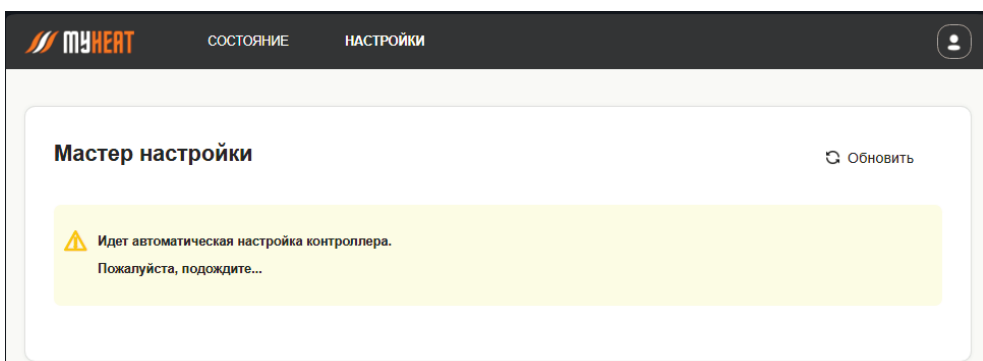 MYHEAT СОСТОЯНИЕ НАСТРОЙКИ
Мастер настройки
Обновить
Идет автоматическая настройка контроллера.
Пожалуйста, подождите...